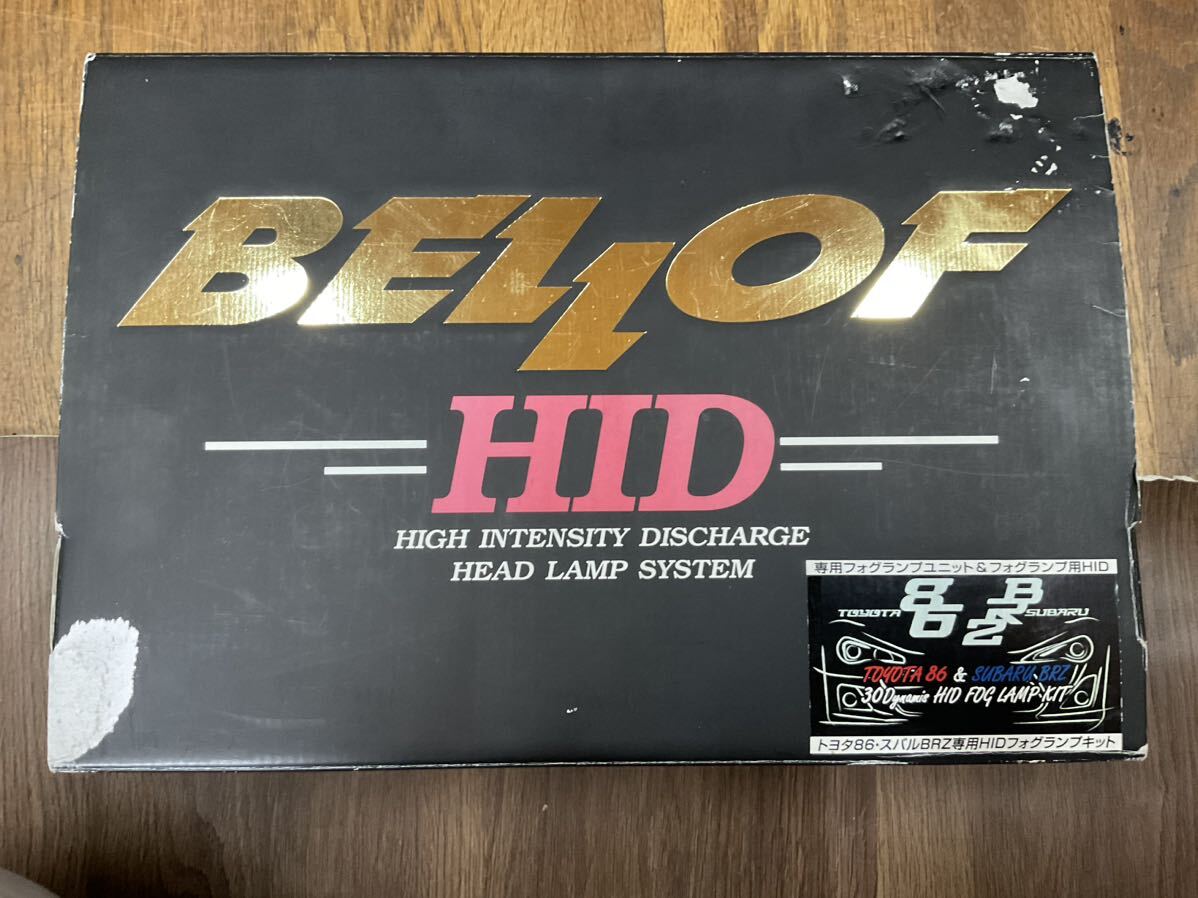 BELLOF
HID
HIGH INTENSITY DISCHARGE
HEAD LAMP SYSTEM
専用フォグランプユニット&フォグランプ用HID
TOYOTA 86 BRZ SUBARU
TOYOTA 86 & SUBARU BRZ
30Dynamis HID FOG LAMP KIT
トヨタ86・スバルBRZ専用HIDフォグランプキット